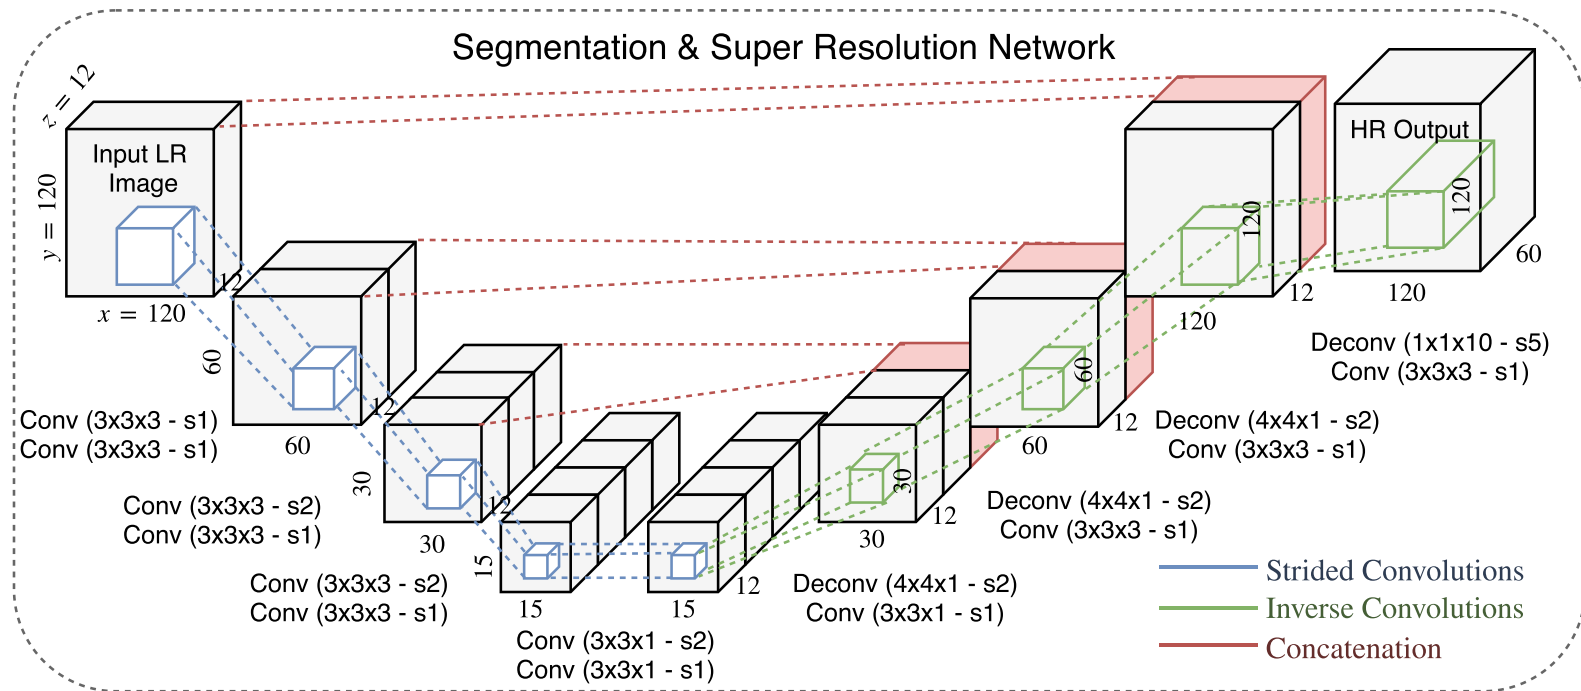 Segmentation & Super Resolution Network
z = 12
Input LR
Image
y = 120
x = 120
12
60
60
12
30
30
12
15
15
15
12
30
30
12
60
60
12
120
120
12
HR Output
120
120
60
Conv (3x3x3 - s1)
Conv (3x3x3 - s1)
Conv (3x3x3 - s2)
Conv (3x3x3 - s1)
Conv (3x3x3 - s2)
Conv (3x3x3 - s1)
Conv (3x3x1 - s2)
Conv (3x3x1 - s1)
Deconv (4x4x1 - s2)
Conv (3x3x1 - s1)
Deconv (4x4x1 - s2)
Conv (3x3x3 - s1)
Deconv (4x4x1 - s2)
Conv (3x3x3 - s1)
Deconv (1x1x10 - s5)
Conv (3x3x3 - s1)
Strided Convolutions
Inverse Convolutions
Concatenation